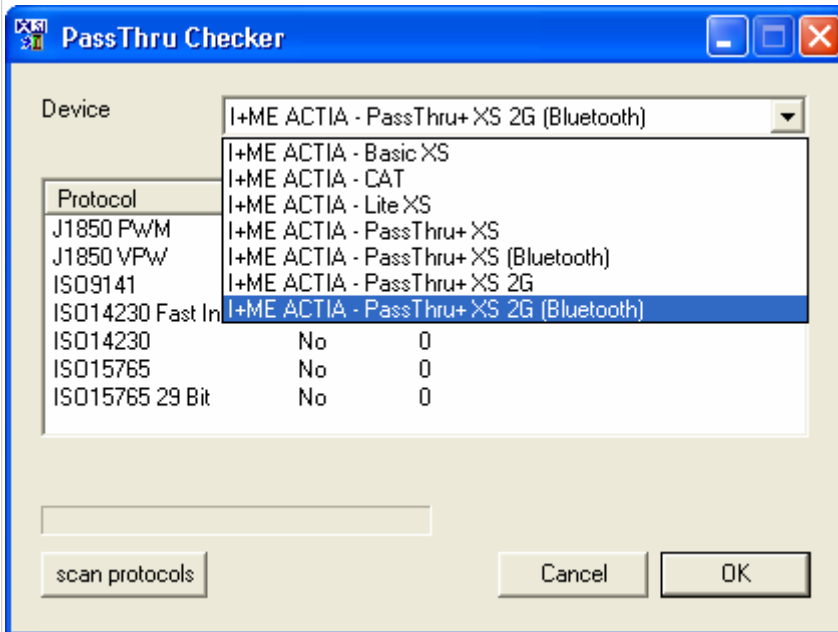 PassThru Checker
Device
I+ME ACTIA - PassThru+ XS 2G (Bluetooth)
I+ME ACTIA - Basic XS
I+ME ACTIA - CAT
I+ME ACTIA - Lite XS
I+ME ACTIA - PassThru+ XS
I+ME ACTIA - PassThru+ XS (Bluetooth)
I+ME ACTIA - PassThru+ XS 2G
I+ME ACTIA - PassThru+ XS 2G (Bluetooth)
Protocol
J1850 PWM
J1850 VPW
ISO9141
ISO14230 Fast In
ISO14230 No 0
ISO15765 No 0
ISO15765 29 Bit No 0
scan protocols
Cancel
OK